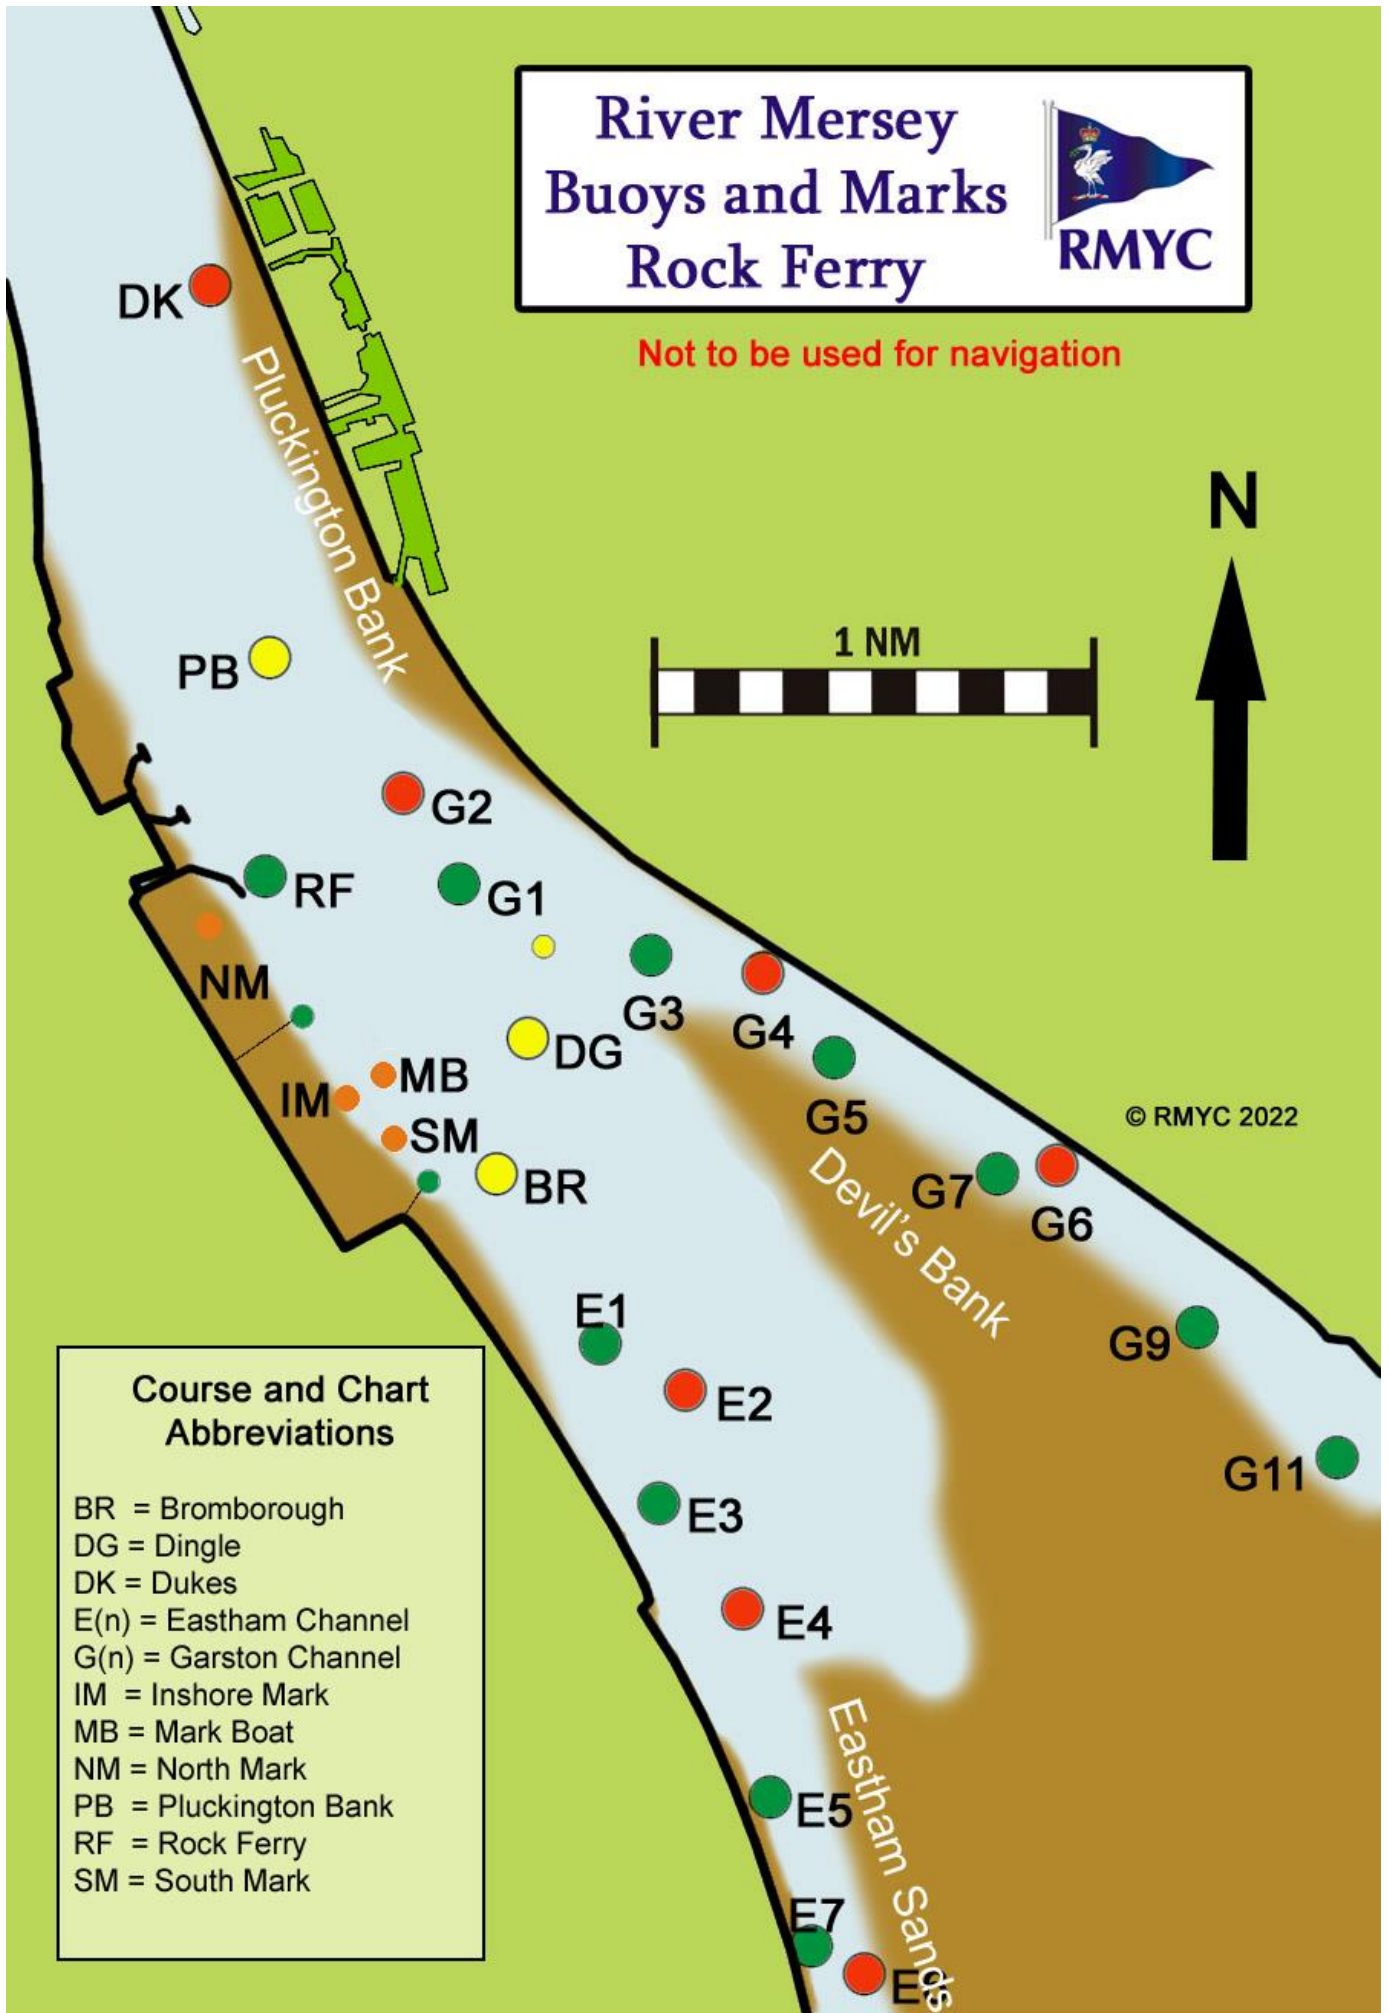 River Mersey
Buoys and Marks
Rock Ferry
RMYC
Not to be used for navigation
DK
Pluckington Bank
N
1 NM
PB
G2
RF
G1
NM
G3
G4
DG
MB
IM
G5
SM
© RMYC 2022
BR
Devil's Bank
G7
G6
E1
G9
E2
G11
E3
E4
Eastham Sands
E5
E7
Course and Chart
Abbreviations
BR = Bromborough
DG = Dingle
DK = Dukes
E(n) = Eastham Channel
G(n) = Garston Channel
IM = Inshore Mark
MB = Mark Boat
NM = North Mark
PB = Pluckington Bank
RF = Rock Ferry
SM = South Mark